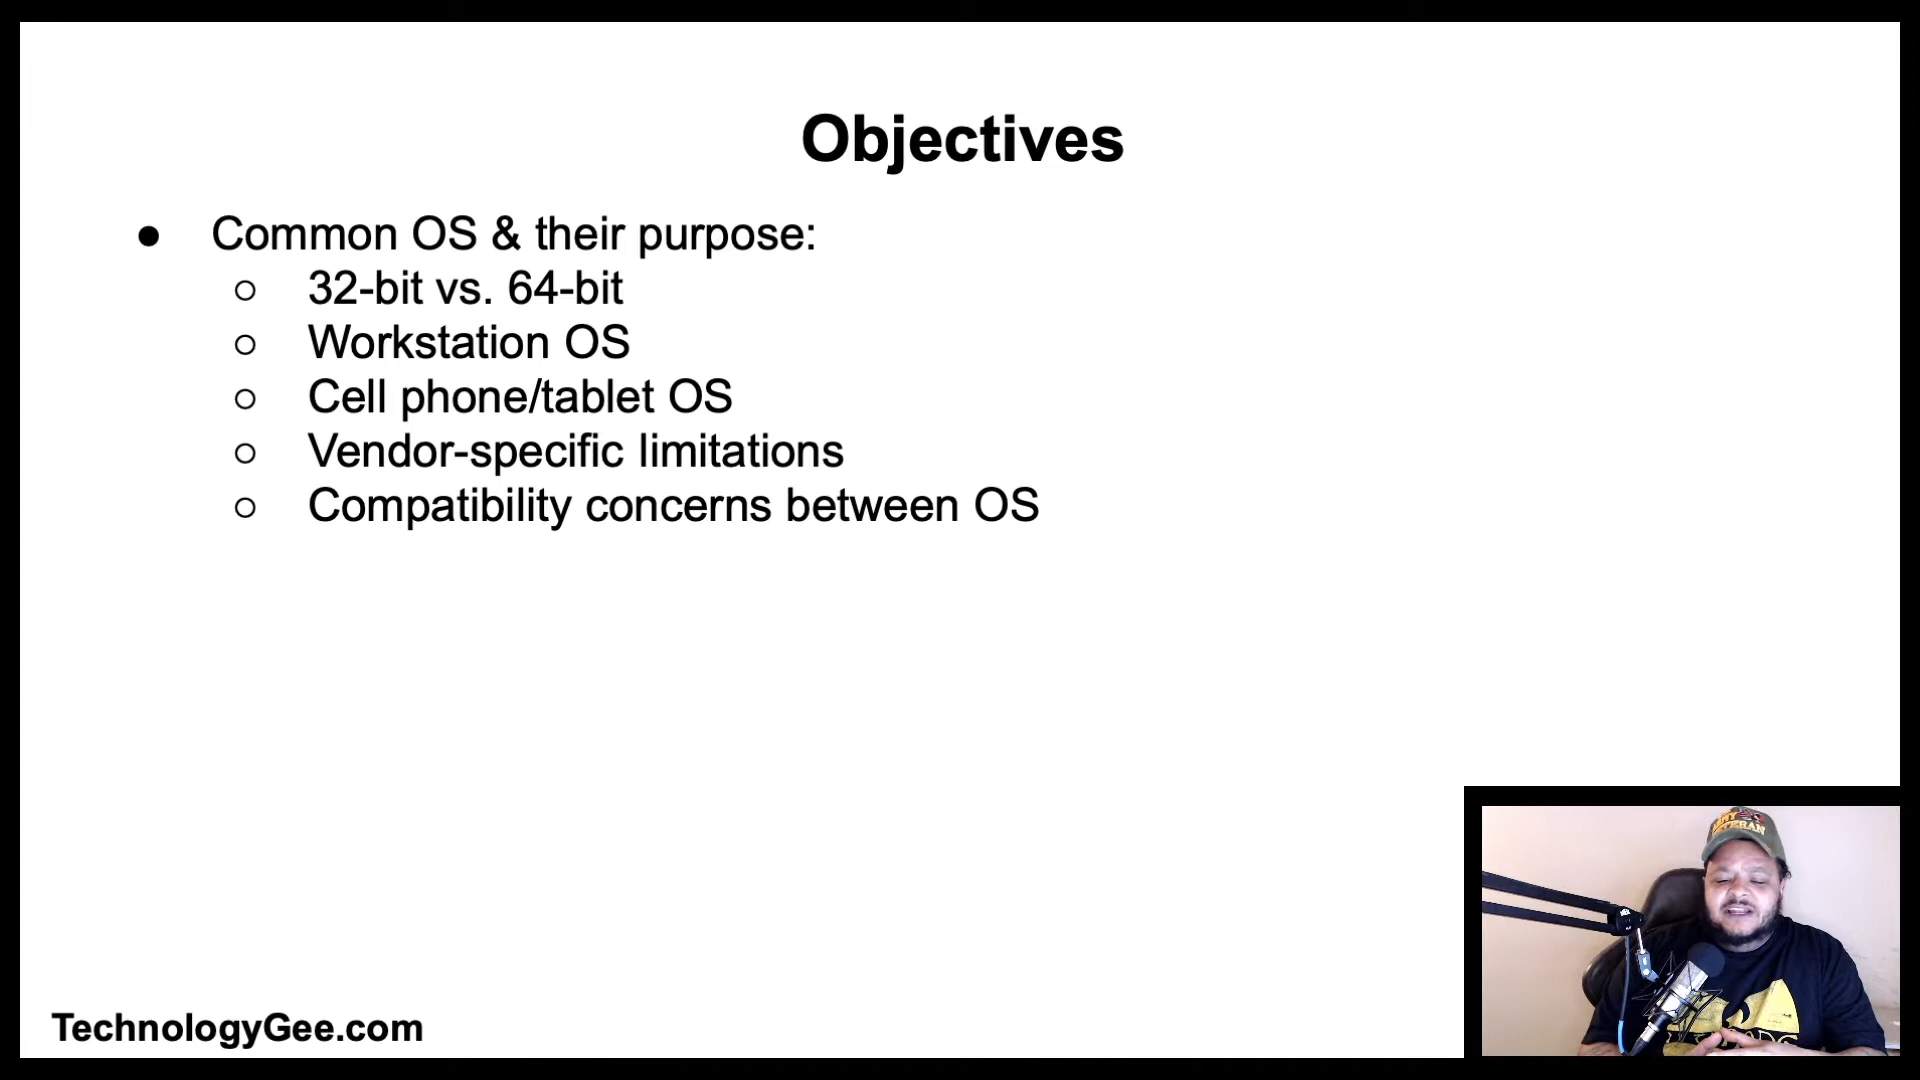 Objectives
● Common OS & their purpose:
○ 32-bit vs. 64-bit
○ Workstation OS
○ Cell phone/tablet OS
○ Vendor-specific limitations
○ Compatibility concerns between OS
TechnologyGee.com